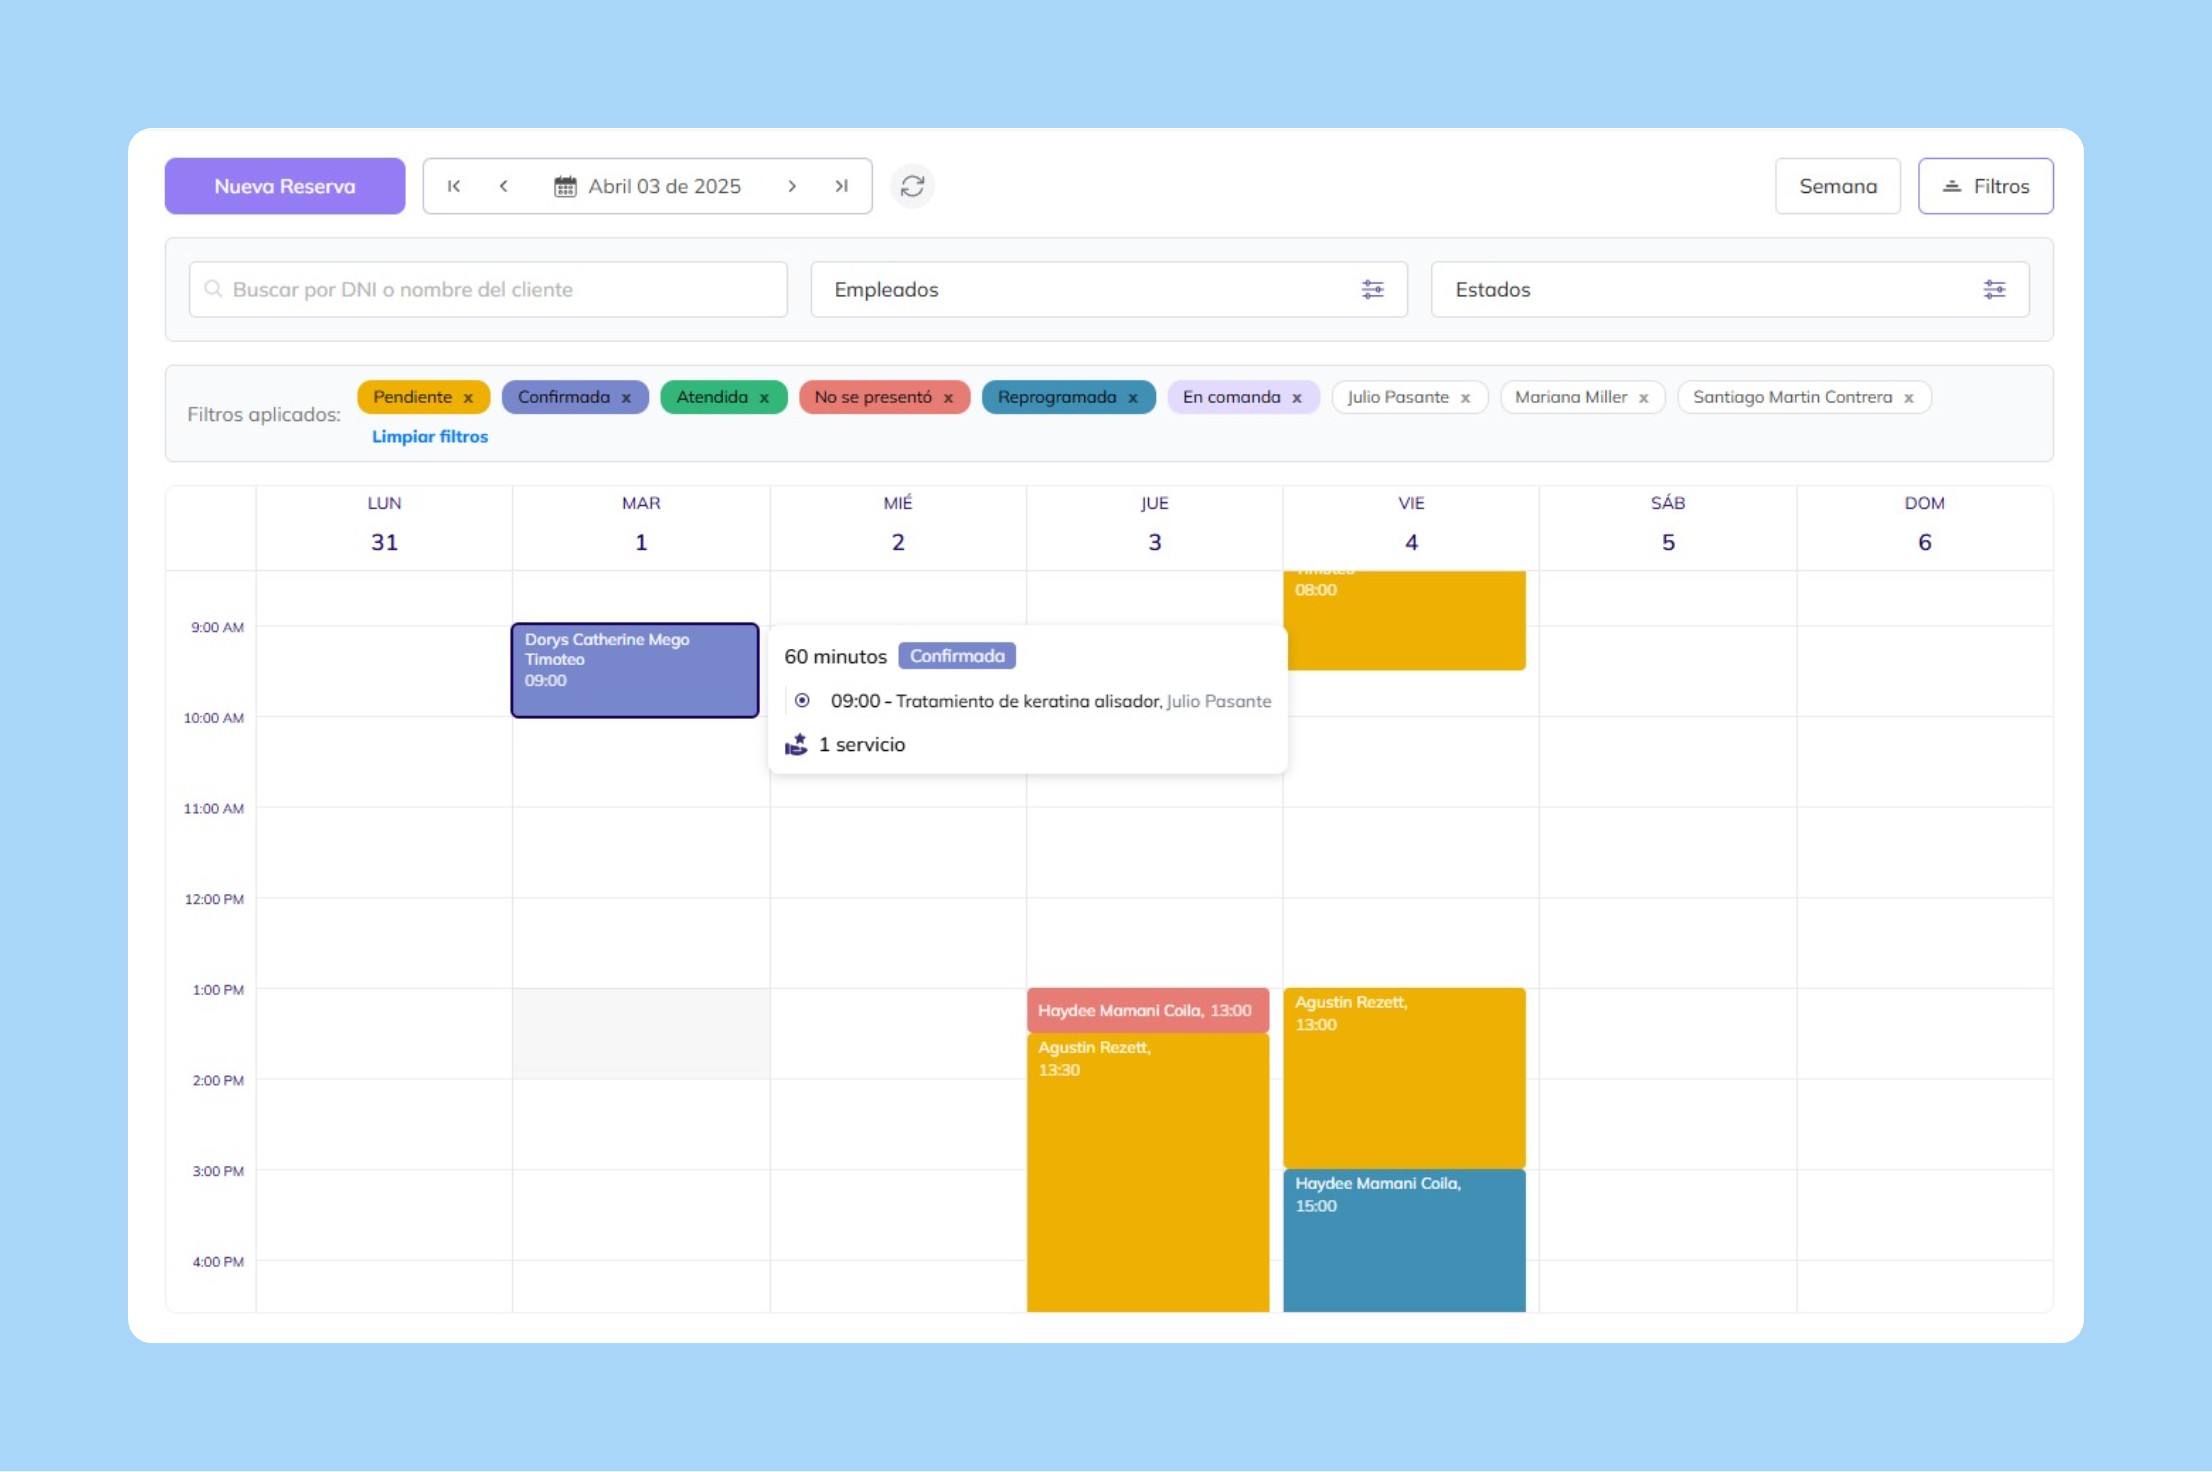 Nueva Reserva
Abril 03 de 2025
Semana
Filtros
Buscar por DNI o nombre del cliente
Empleados
Estados
Filtros aplicados:
Pendiente x
Confirmada x
Atendida x
No se presentó x
Reprogramada x
En comanda x
Julio Pasante x
Mariana Miller x
Santiago Martin Contrera x
Limpiar filtros
LUN
31
MAR
1
MIÉ
2
JUE
3
VIE
4
SÁB
5
DOM
6
08:00
9:00 AM
Dorys Catherine Mego
Timoteo
09:00
60 minutos Confirmada
09:00 - Tratamiento de keratina alisador, Julio Pasante
1 servicio
10:00 AM
11:00 AM
12:00 PM
1:00 PM
Haydee Mamani Coila, 13:00
Agustin Rezett,
13:30
Agustin Rezett,
13:00
2:00 PM
3:00 PM
Haydee Mamani Coila,
15:00
4:00 PM